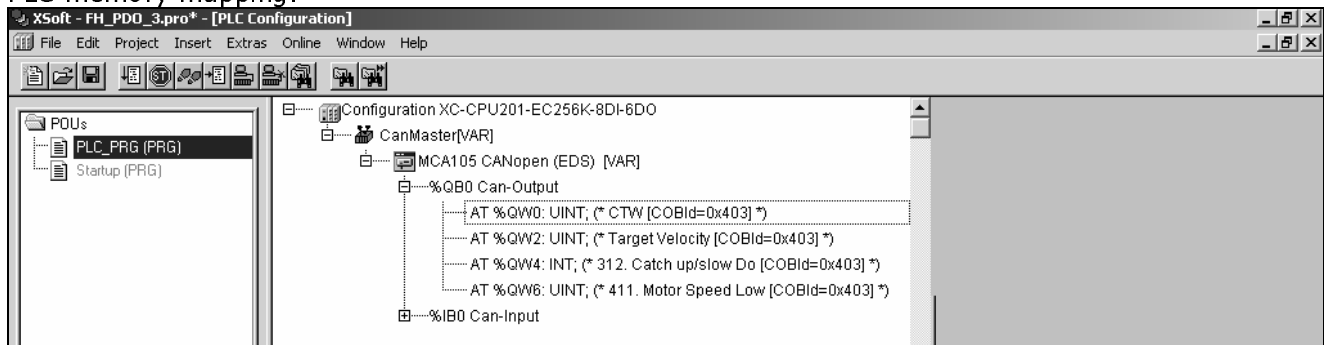 PLC memory mapping:
XSoft - FH_PDO_3.pro* - [PLC Configuration]
File Edit Project Insert Extras Online Window Help
POUs
PLC_PRG (PRG)
Startup (PRG)
Configuration XC-CPU201-EC256K-8DI-6DO
CanMaster[VAR]
MCA105 CANopen (EDS) [VAR]
%QB0 Can-Output
AT %QW0: UINT; (* CTW [COBId=0x403] *)
AT %QW2: UINT; (* Target Velocity [COBId=0x403] *)
AT %QW4: INT; (* 312. Catch up/slow Do [COBId=0x403] *)
AT %QW6: UINT; (* 411. Motor Speed Low [COBId=0x403] *)
%IB0 Can-Input